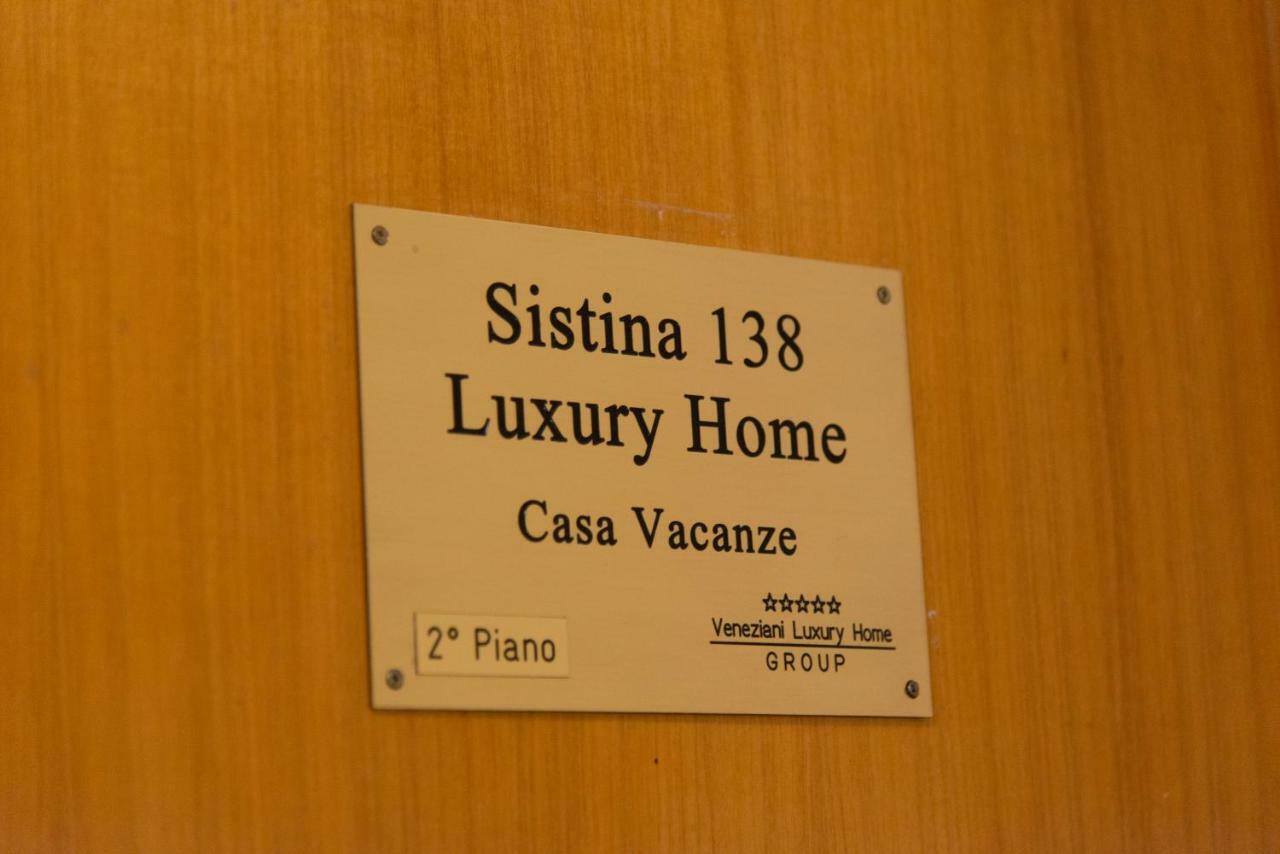 Sistina 138
Luxury Home
Casa Vacanze
2° Piano
☆☆☆☆☆
Veneziani Luxury Home
GROUP